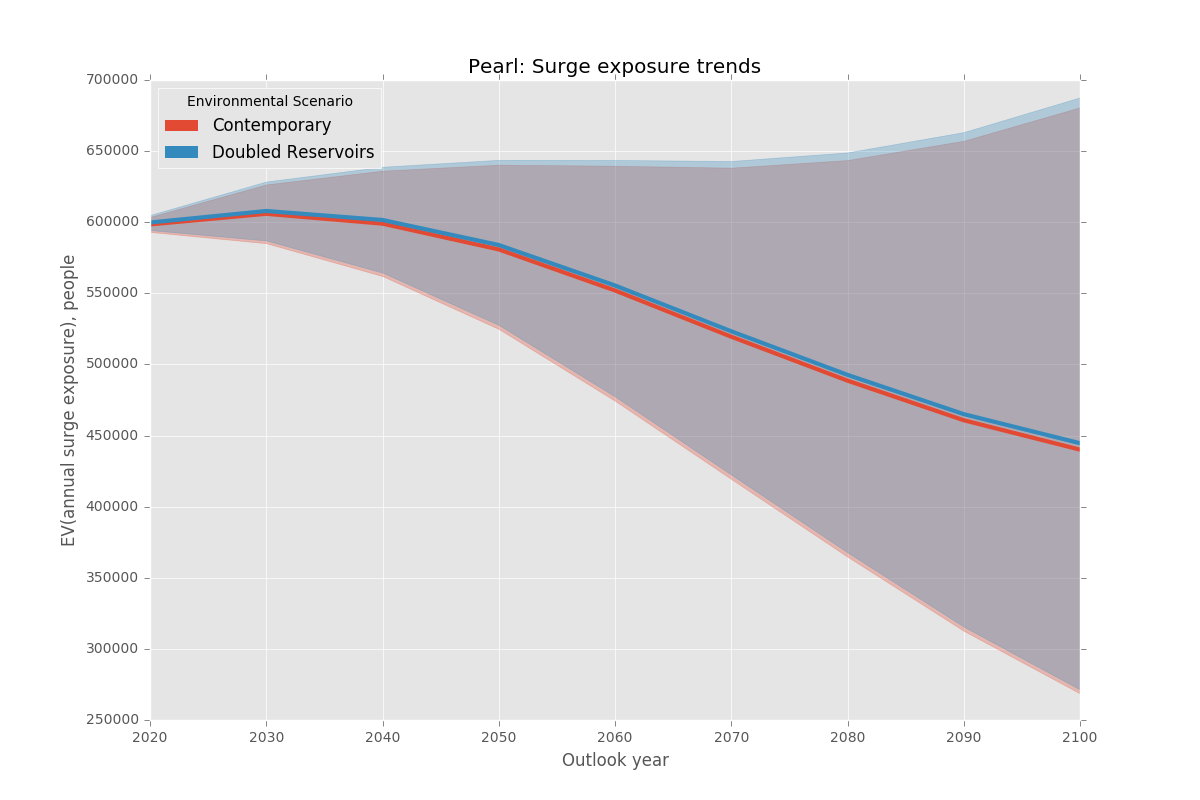 Pearl: Surge exposure trends
Environmental Scenario
Contemporary
Doubled Reservoirs
EV(annual surge exposure), people
700000
650000
600000
550000
500000
450000
400000
350000
300000
250000
2020 2030 2040 2050 2060 2070 2080 2090 2100
Outlook year